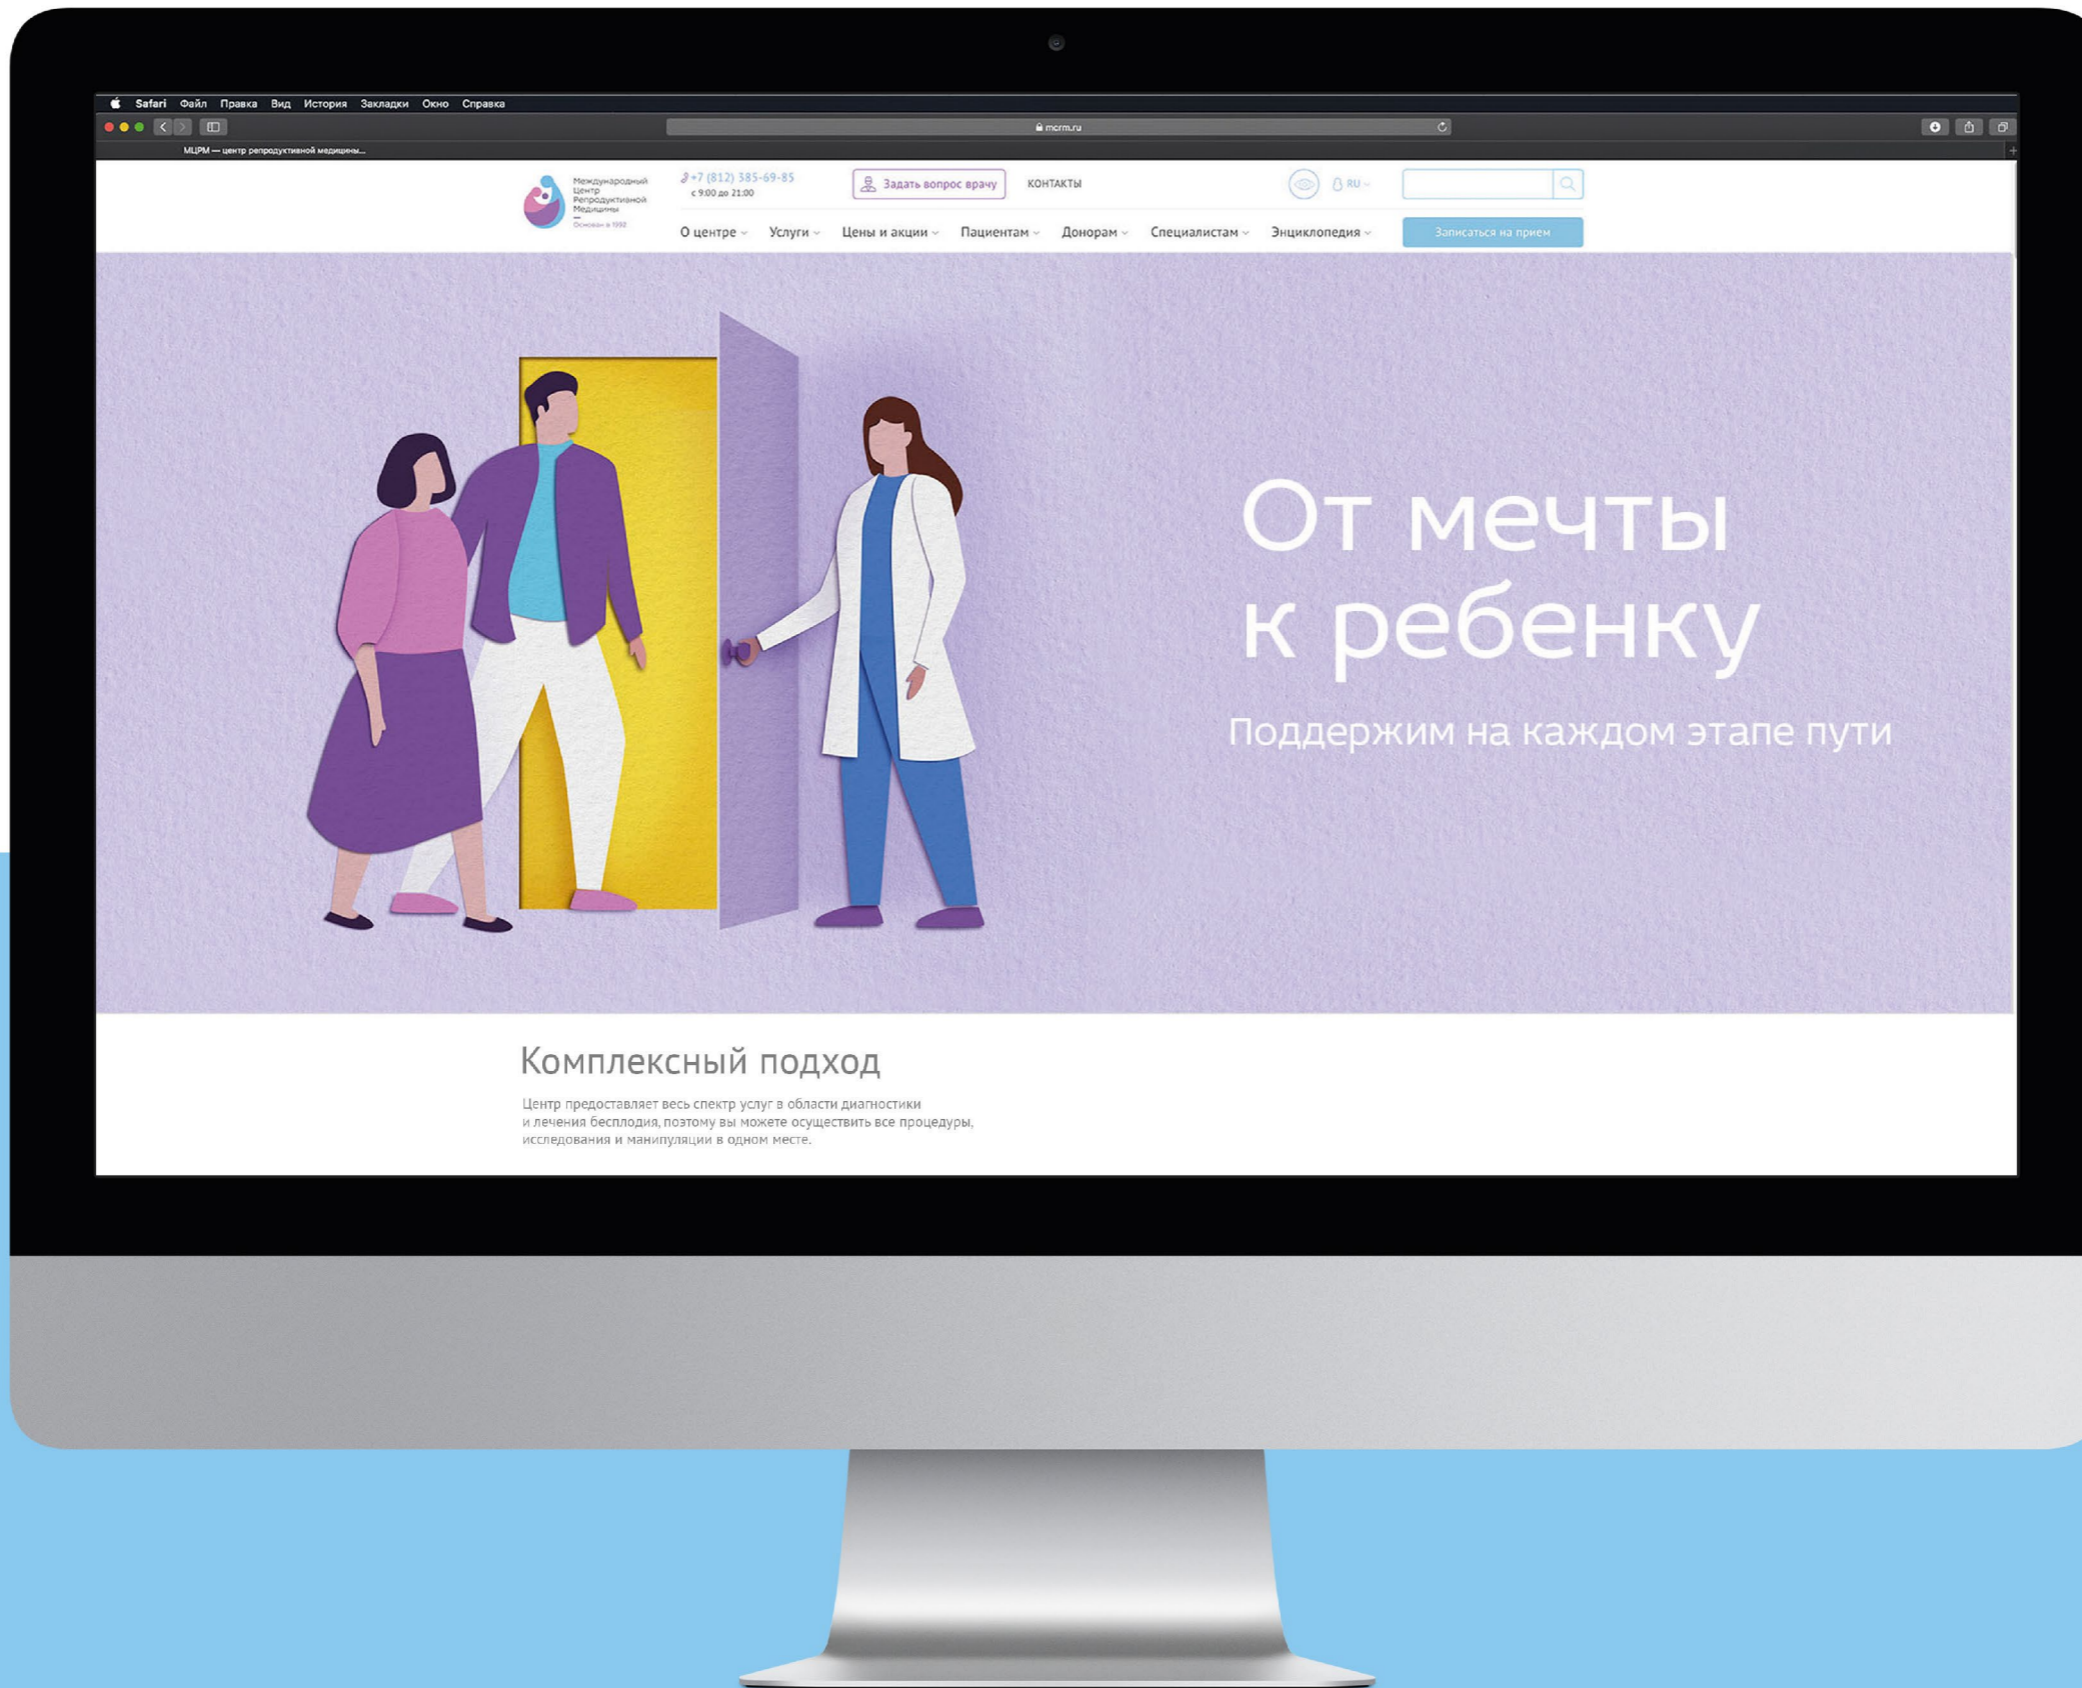 Safari Файл Правка Вид История Закладки Окно Справка
mcrm.ru
МЦРМ — центр репродуктивной медицины...
Международный
Центр
Репродуктивной
Медицины
—
Основан в 1992
+7 (812) 385-69-85
с 9:00 до 21:00
Задать вопрос врачу
КОНТАКТЫ
RU
О центре Услуги Цены и акции Пациентам Донорам Специалистам Энциклопедия
Записаться на прием
От мечты
к ребенку
Поддержим на каждом этапе пути
Комплексный подход
Центр предоставляет весь спектр услуг в области диагностики
и лечения бесплодия, поэтому вы можете осуществить все процедуры,
исследования и манипуляции в одном месте.